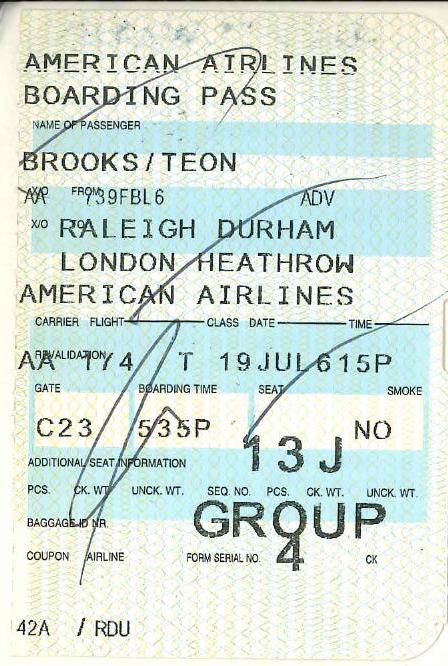 AMERICAN AIRLINES
BOARDING PASS
NAME OF PASSENGER
BROOKS/TEON
X/O FROM
AA 739FBL6 ADV
X/O TO RALEIGH DURHAM
LONDON HEATHROW
AMERICAN AIRLINES
CARRIER FLIGHT CLASS DATE TIME
REVALIDATION
AA 174 T 19JUL615P
GATE BOARDING TIME SEAT SMOKE
C23 535P NO
13J
ADDITIONAL SEAT INFORMATION
PCS. CK. WT. UNCK. WT. SEQ. NO. PCS. CK. WT. UNCK. WT.
GROUP
BAGGAGE ID NR.
4
COUPON AIRLINE FORM SERIAL NO. CK
42A / RDU